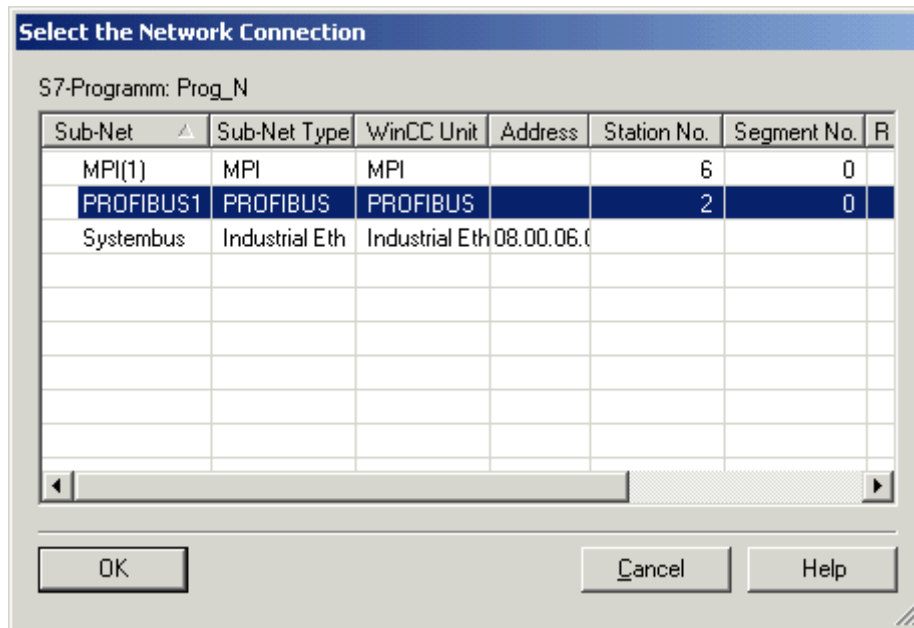 Select the Network Connection
S7-Programm: Prog_N
Sub-Net Sub-Net Type WinCC Unit Address Station No. Segment No. R
MPI(1) MPI MPI 6 0
PROFIBUS1 PROFIBUS PROFIBUS 2 0
Systembus Industrial Eth Industrial Eth 08.00.06.0
OK Cancel Help